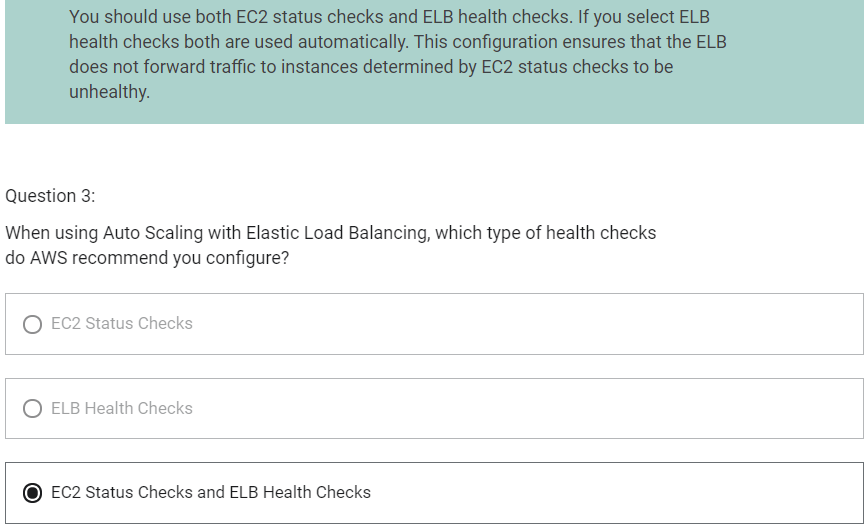 You should use both EC2 status checks and ELB health checks. If you select ELB
health checks both are used automatically. This configuration ensures that the ELB
does not forward traffic to instances determined by EC2 status checks to be
unhealthy.
Question 3:
When using Auto Scaling with Elastic Load Balancing, which type of health checks
do AWS recommend you configure?
EC2 Status Checks
ELB Health Checks
EC2 Status Checks and ELB Health Checks